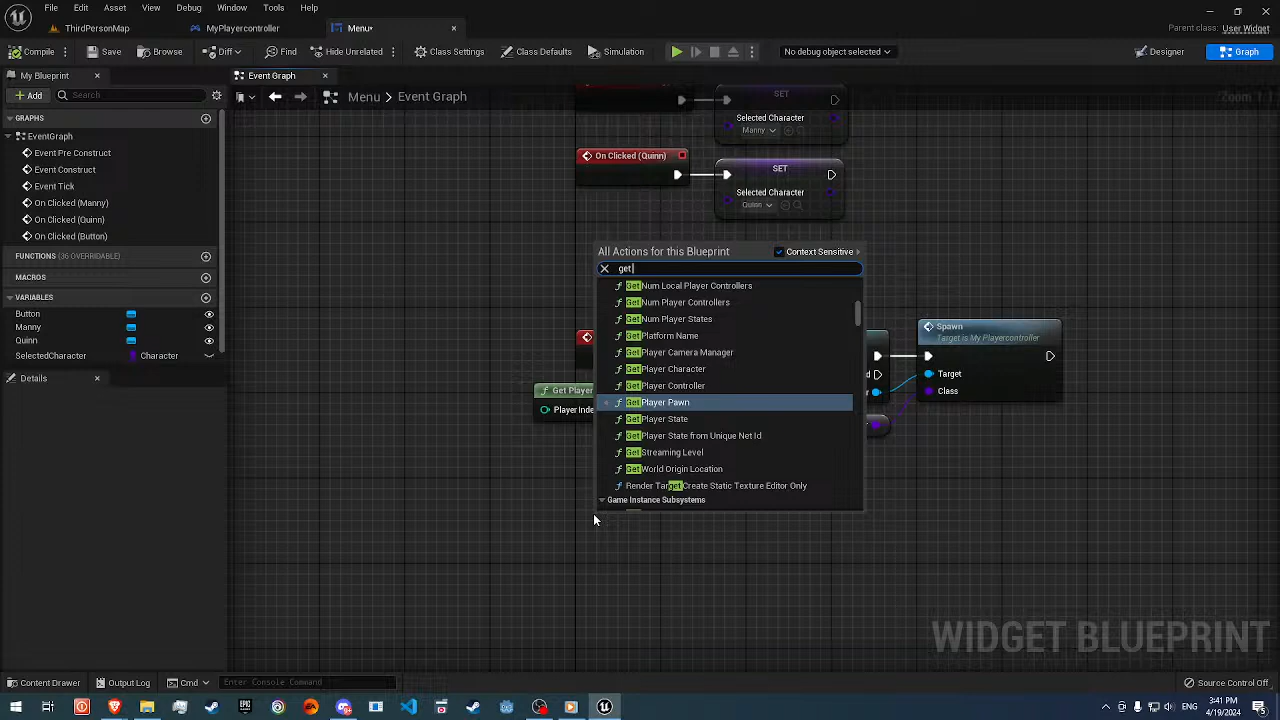 File Edit Asset View Debug Window Tools Help
ThirdPersonMap MyPlayercontroller Menu•
Parent class: User Widget
Compile Save Browse Diff Find Hide Unrelated Class Settings Class Defaults Simulation No debug object selected Designer Graph
My Blueprint
Event Graph
Add Search
Menu > Event Graph
GRAPHS
EventGraph
Event Pre Construct
Event Construct
Event Tick
On Clicked (Manny)
On Clicked (Quinn)
On Clicked (Button)
FUNCTIONS (36 OVERRIDABLE)
MACROS
VARIABLES
Button
Manny
Quinn
SelectedCharacter Character
Details
SET
Selected Character
Manny
On Clicked (Quinn)
SET
Selected Character
Quinn
All Actions for this Blueprint Context Sensitive
get
Get Num Local Player Controllers
Get Num Player Controllers
Get Num Player States
Get Platform Name
Get Player Camera Manager
Get Player Character
Get Player Controller
Get Player Pawn
Get Player State
Get Player State from Unique Net Id
Get Streaming Level
Get World Origin Location
Render Target Create Static Texture Editor Only
Game Instance Subsystems
Get Player
Player Inde
Spawn
Target is My Playercontroller
Target
Class
WIDGET BLUEPRINT
Content Drawer Output Log Cmd Enter Console Command Source Control Off
3:41 PM
4/19/2024